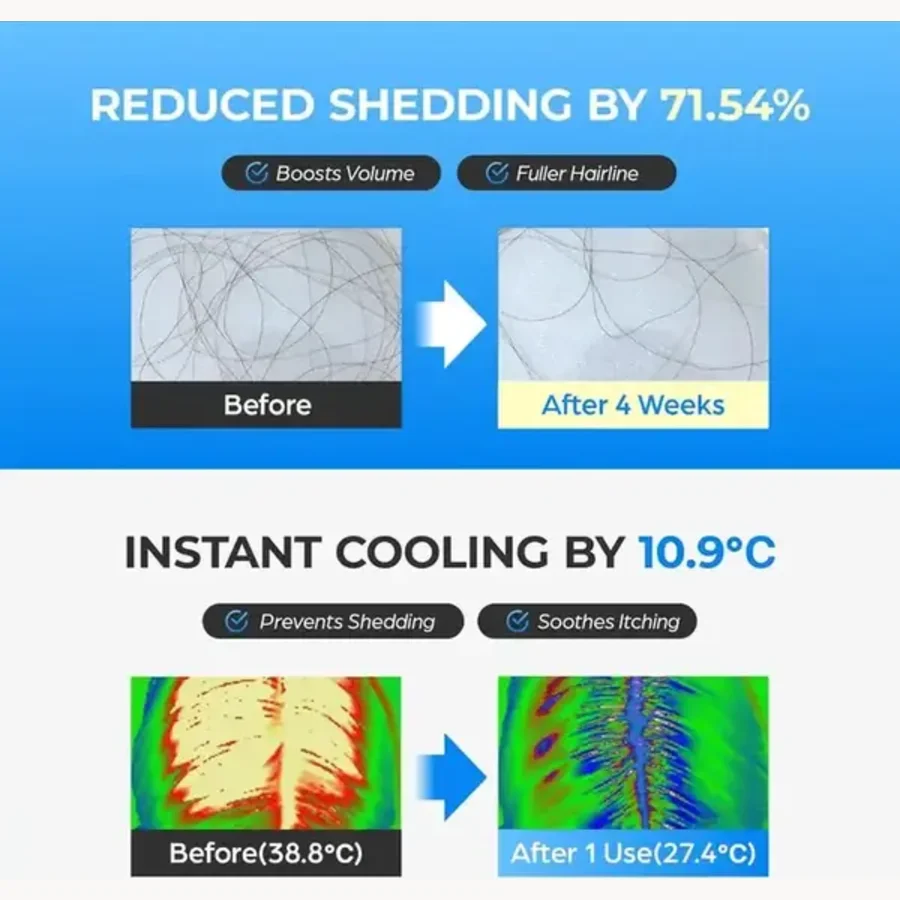 REDUCED SHEDDING BY 71.54%
Boosts Volume
Fuller Hairline
Before
After 4 Weeks
INSTANT COOLING BY 10.9°C
Prevents Shedding
Soothes Itching
Before(38.8°C)
After 1 Use(27.4°C)